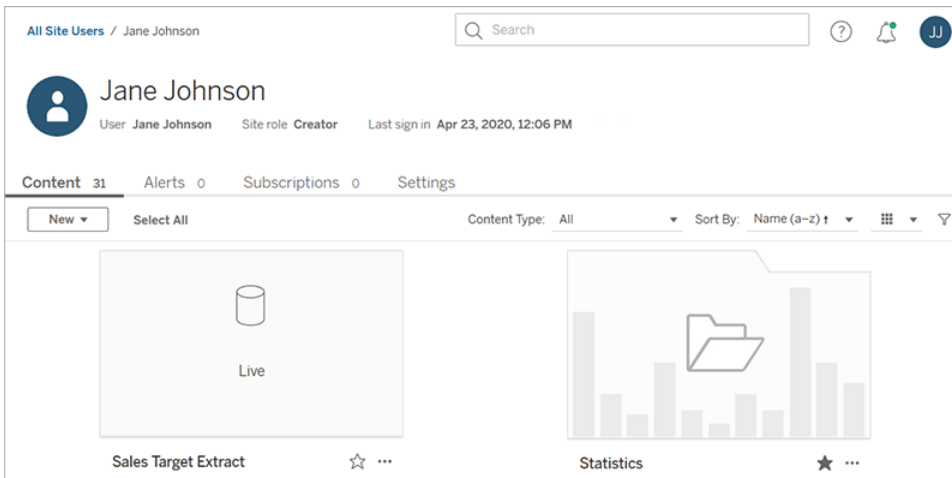 All Site Users / Jane Johnson
Search
?
JJ
Jane Johnson
User Jane Johnson Site role Creator Last sign in Apr 23, 2020, 12:06 PM
Content 31 Alerts 0 Subscriptions 0 Settings
New Select All Content Type: All Sort By: Name (a–z)
Live
Sales Target Extract
Statistics